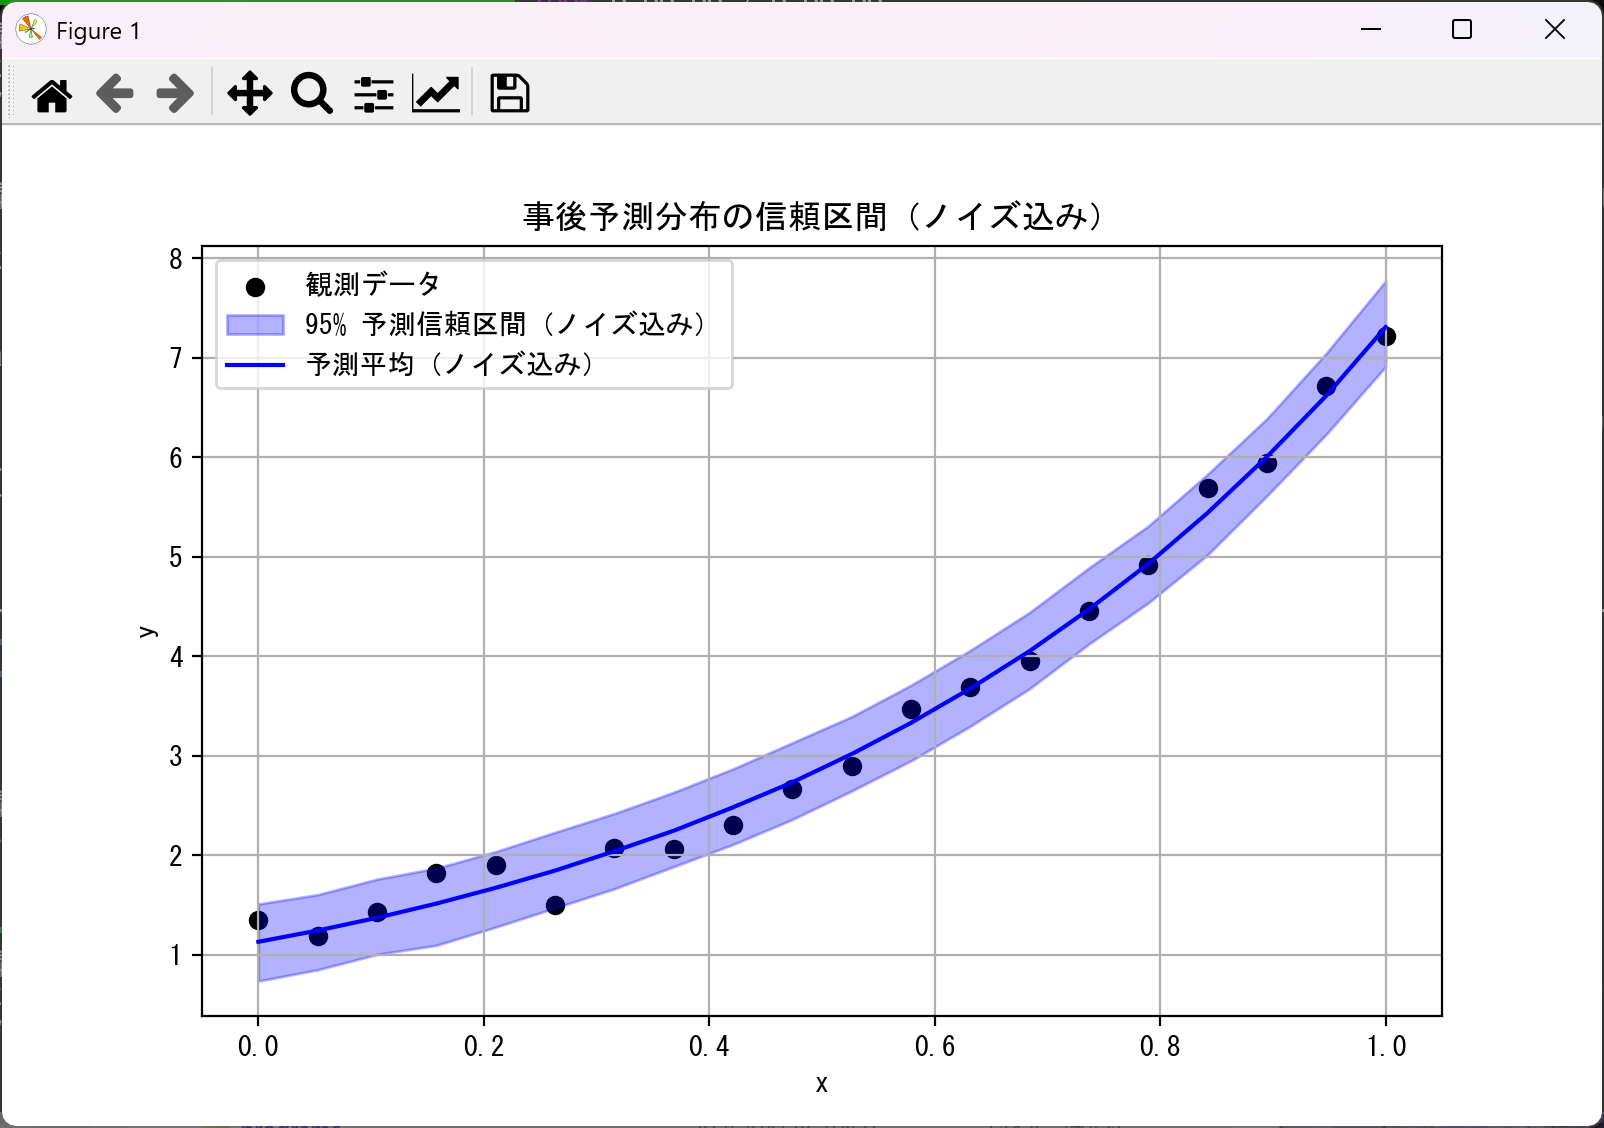 Figure 1
事後予測分布の信頼区間 (ノイズ込み)
観測データ
95% 予測信頼区間 (ノイズ込み)
予測平均 (ノイズ込み)
8
7
6
5
4
3
2
1
y
0.0 0.2 0.4 0.6 0.8 1.0
x